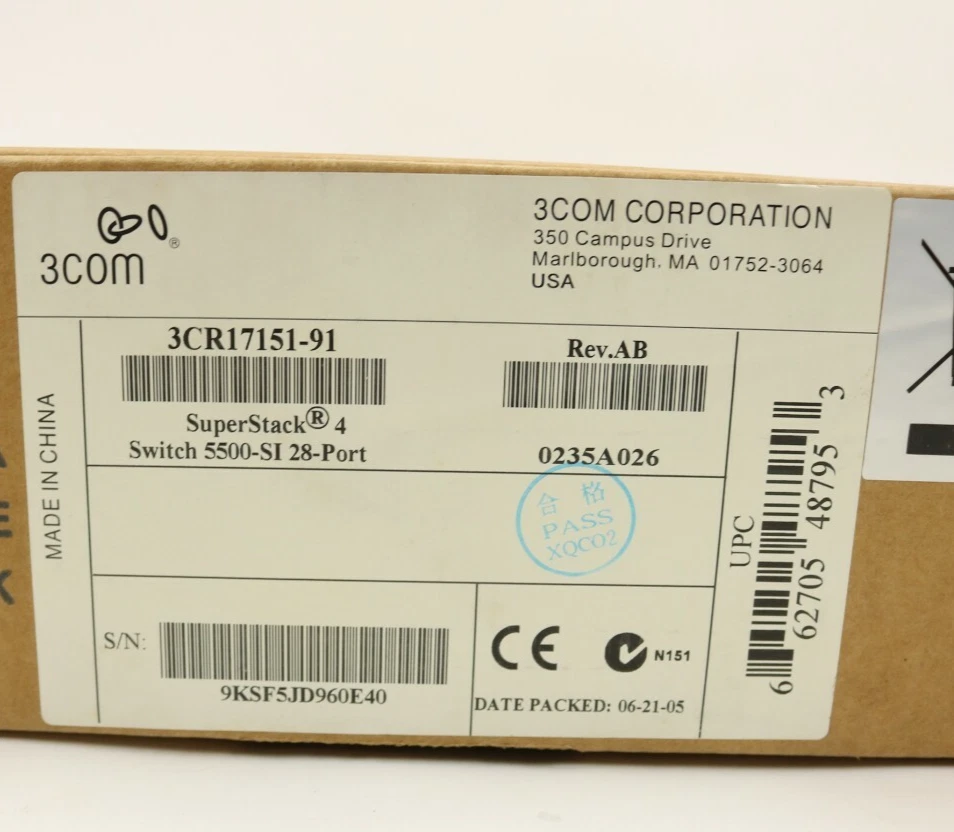 3COM
®
3COM CORPORATION
350 Campus Drive
Marlborough, MA 01752-3064
USA
MADE IN CHINA
3CR17151-91
SuperStack® 4
Switch 5500-SI 28-Port
Rev.AB
0235A026
合格
PASS
XQC02
S/N:
9KSF5JD960E40
CE
N151
DATE PACKED: 06-21-05
UPC
6 62705 48795 3